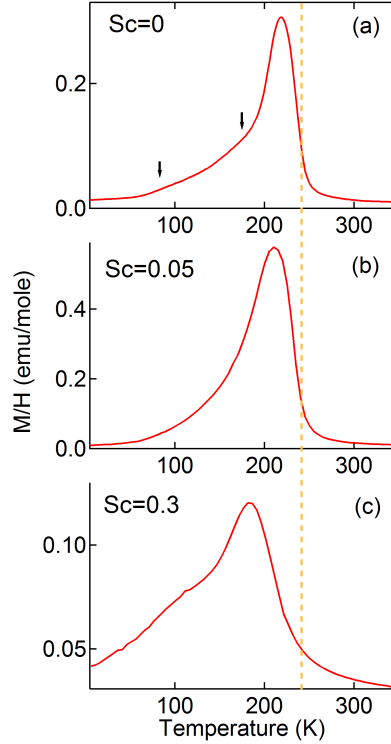 Sc=0 (a)
0.2
0.0
100 200 300
Sc=0.05 (b)
0.4
0.2
0.0
100 200 300
Sc=0.3 (c)
0.10
0.05
100 200 300
Temperature (K)
M/H (emu/mole)